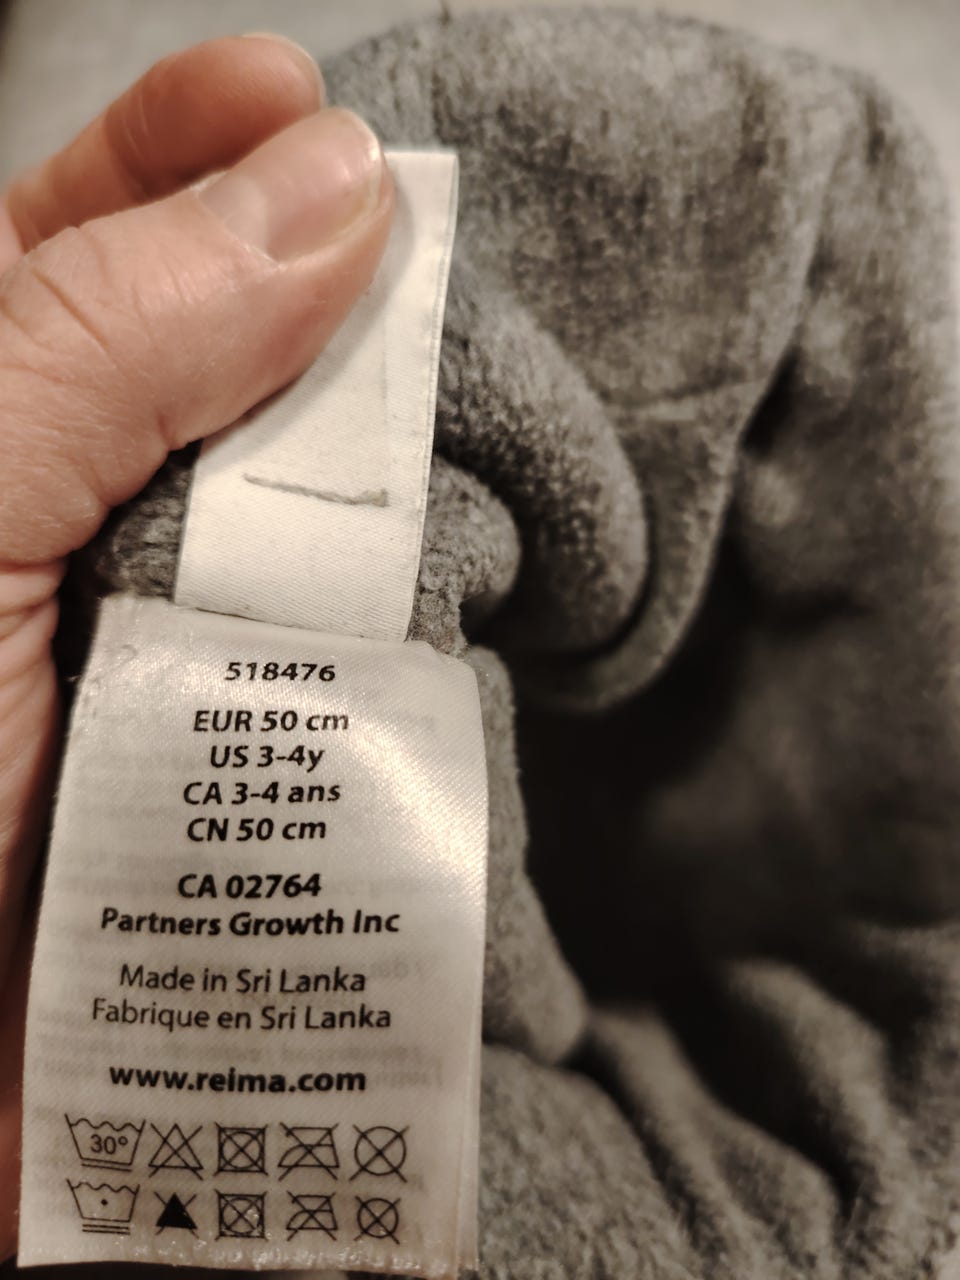 518476
EUR 50 cm
US 3-4y
CA 3-4 ans
CN 50 cm
CA 02764
Partners Growth Inc
Made in Sri Lanka
Fabrique en Sri Lanka
www.reima.com
30°